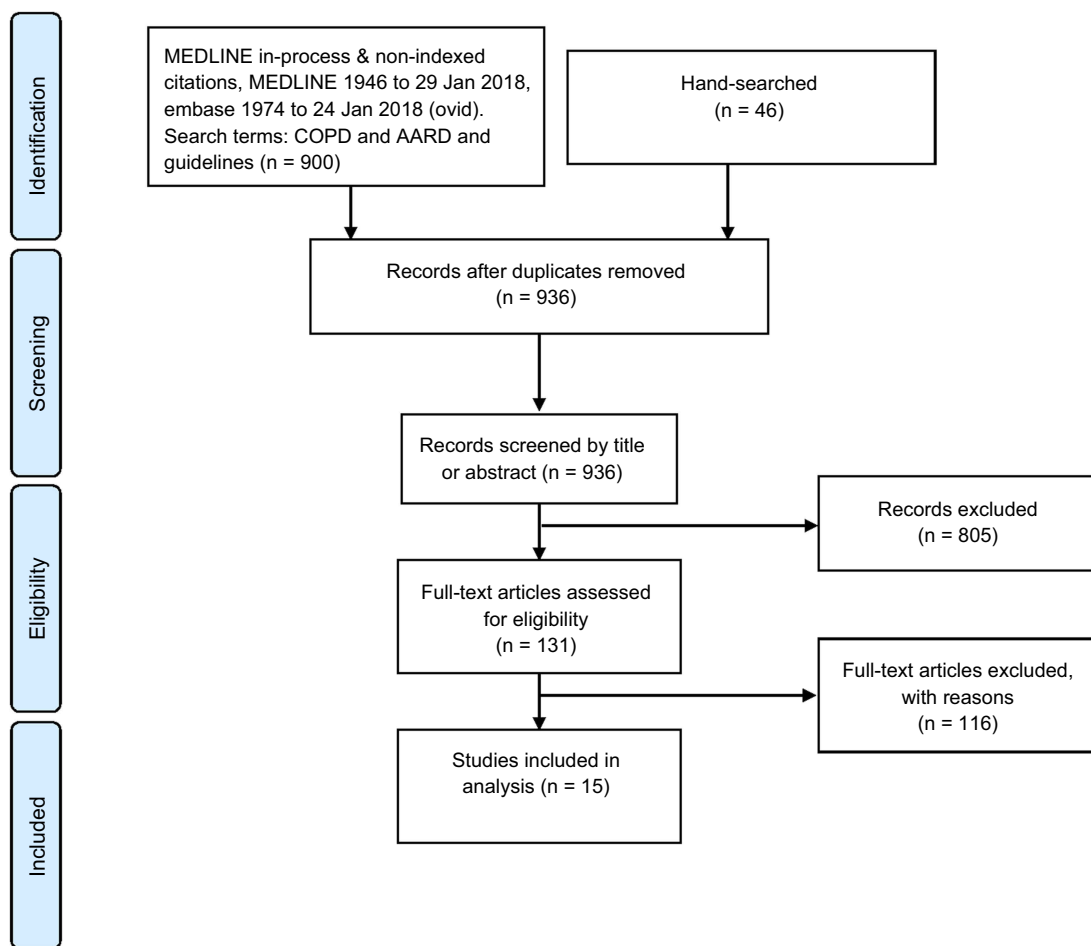 Identification
MEDLINE in-process & non-indexed
citations, MEDLINE 1946 to 29 Jan 2018,
embase 1974 to 24 Jan 2018 (ovid).
Search terms: COPD and AARD and
guidelines (n = 900)
Hand-searched
(n = 46)
Screening
Records after duplicates removed
(n = 936)
Records screened by title
or abstract (n = 936)
Records excluded
(n = 805)
Eligibility
Full-text articles assessed
for eligibility
(n = 131)
Full-text articles excluded,
with reasons
(n = 116)
Included
Studies included in
analysis (n = 15)